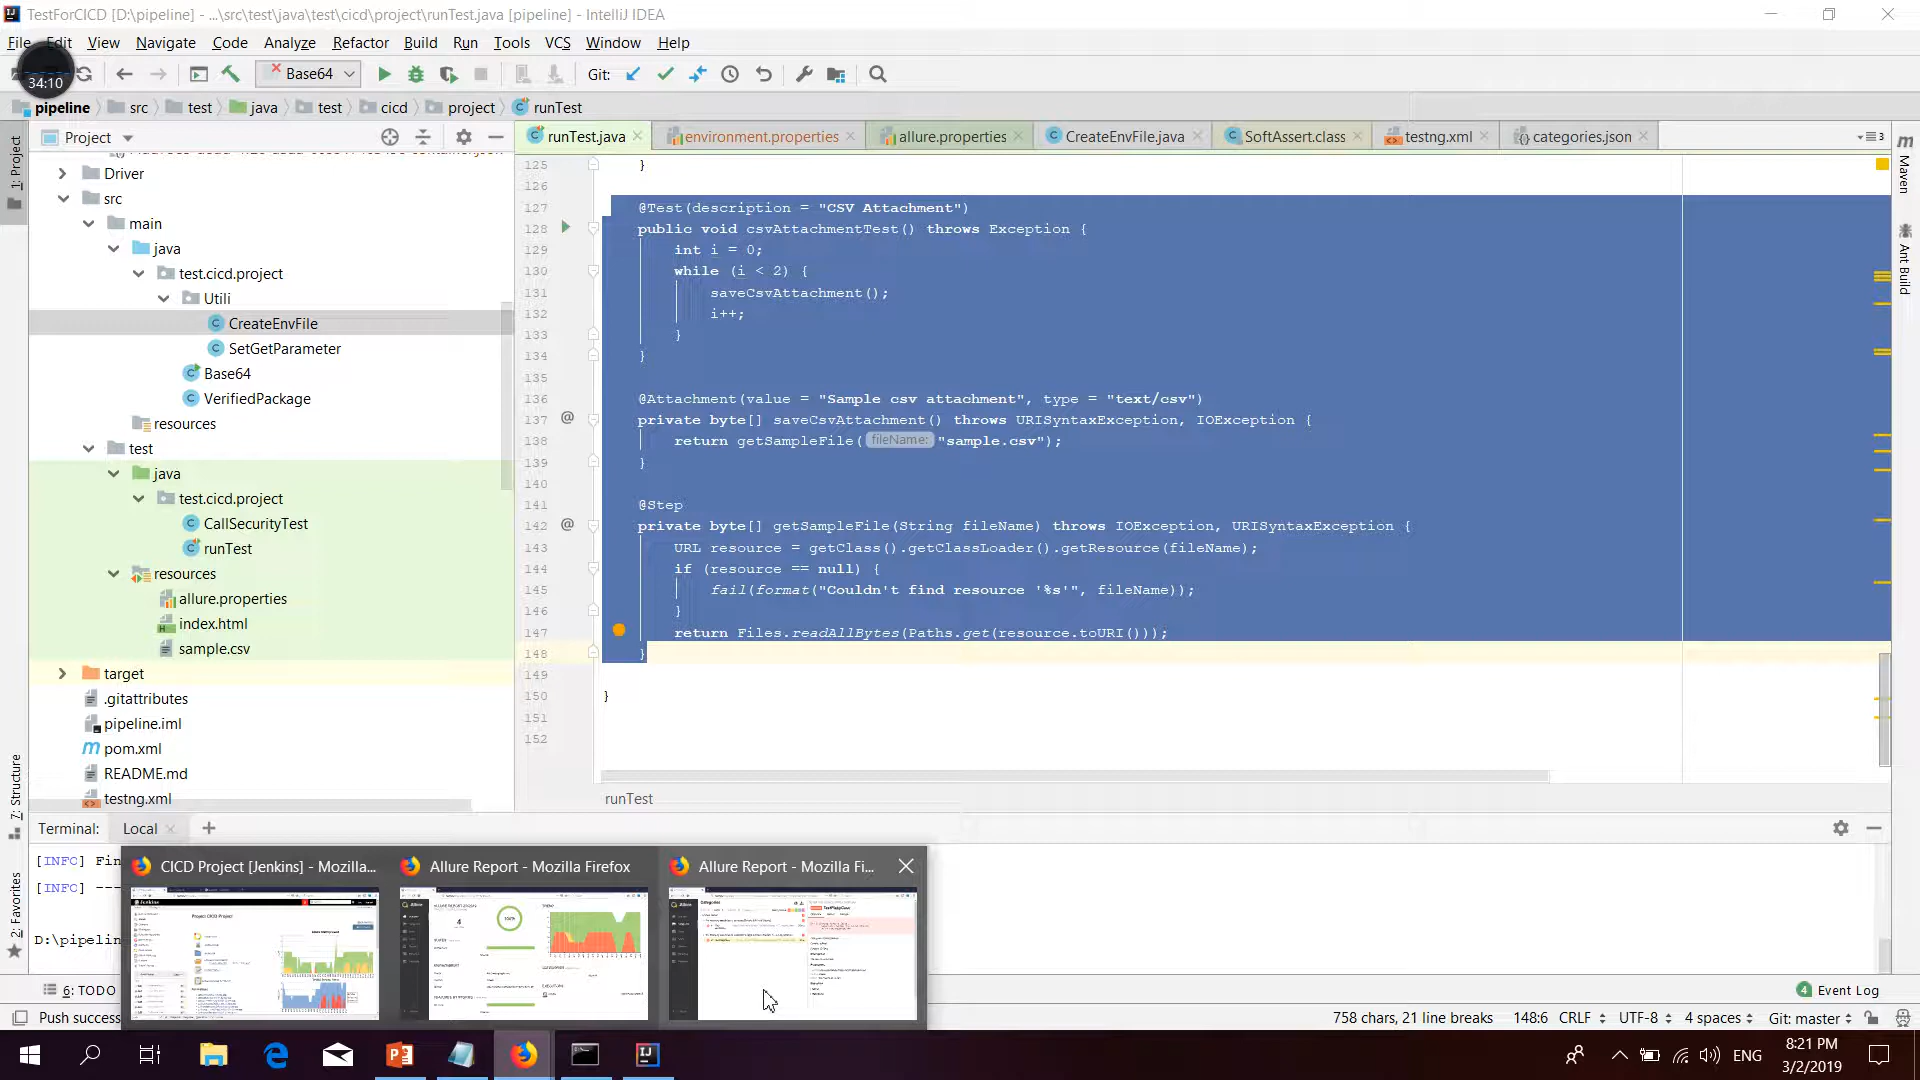 TestForCICD [D:\pipeline] - ...\src\test\java\test\cicd\project\runTest.java [pipeline] - IntelliJ IDEA
File Edit View Navigate Code Analyze Refactor Build Run Tools VCS Window Help
34:10
Base64
Git:
pipeline src test java test cicd project runTest
Project
runTest.java environment.properties allure.properties CreateEnvFile.java SoftAssert.class testng.xml categories.json
3
1: Project
7: Structure
2: Favorites
Maven
Ant Build
Driver
src
main
java
test.cicd.project
Utili
CreateEnvFile
SetGetParameter
Base64
VerifiedPackage
resources
test
java
test.cicd.project
CallSecurityTest
runTest
resources
allure.properties
index.html
sample.csv
target
.gitattributes
pipeline.iml
pom.xml
README.md
testng.xml
125 }
126
127 @Test(description = "CSV Attachment")
128 public void csvAttachmentTest() throws Exception {
129 int i = 0;
130 while (i < 2) {
131 saveCsvAttachment();
132 i++;
133 }
134 }
135
136 @Attachment(value = "Sample csv attachment", type = "text/csv")
137 private byte[] saveCsvAttachment() throws URISyntaxException, IOException {
138 return getSampleFile( fileName: "sample.csv");
139 }
140
141 @Step
142 private byte[] getSampleFile(String fileName) throws IOException, URISyntaxException {
143 URL resource = getClass().getClassLoader().getResource(fileName);
144 if (resource == null) {
145 fail(format("Couldn't find resource '%s'", fileName));
146 }
147 return Files.readAllBytes(Paths.get(resource.toURI()));
148 }
149
150 }
151
152
runTest
Terminal: Local
[INFO] Fin
[INFO] ---
D:\pipelin
CICD Project [Jenkins] - Mozilla...
Allure Report - Mozilla Firefox
Allure Report - Mozilla Fi...
6: TODO
4 Event Log
Push success
758 chars, 21 line breaks 148:6 CRLF UTF-8 4 spaces Git: master
ENG
8:21 PM
3/2/2019